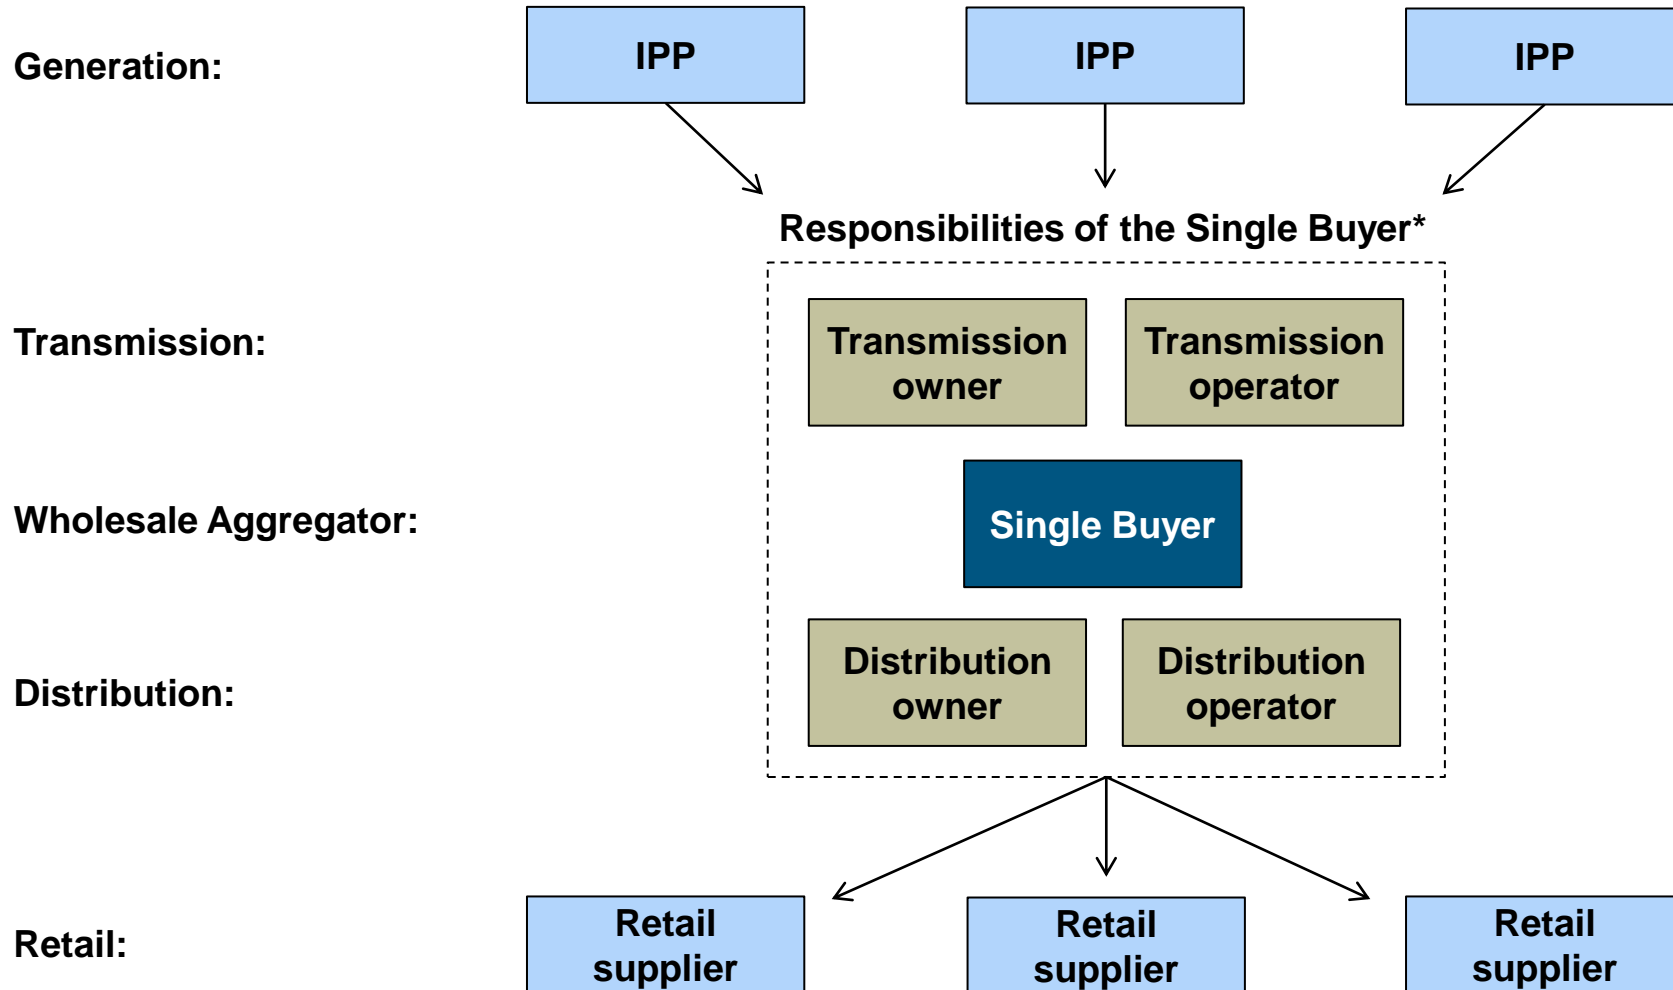 Generation:
IPP
IPP
IPP
Responsibilities of the Single Buyer*
Transmission:
Transmission
owner
Transmission
operator
Wholesale Aggregator:
Single Buyer
Distribution:
Distribution
owner
Distribution
operator
Retail:
Retail
supplier
Retail
supplier
Retail
supplier